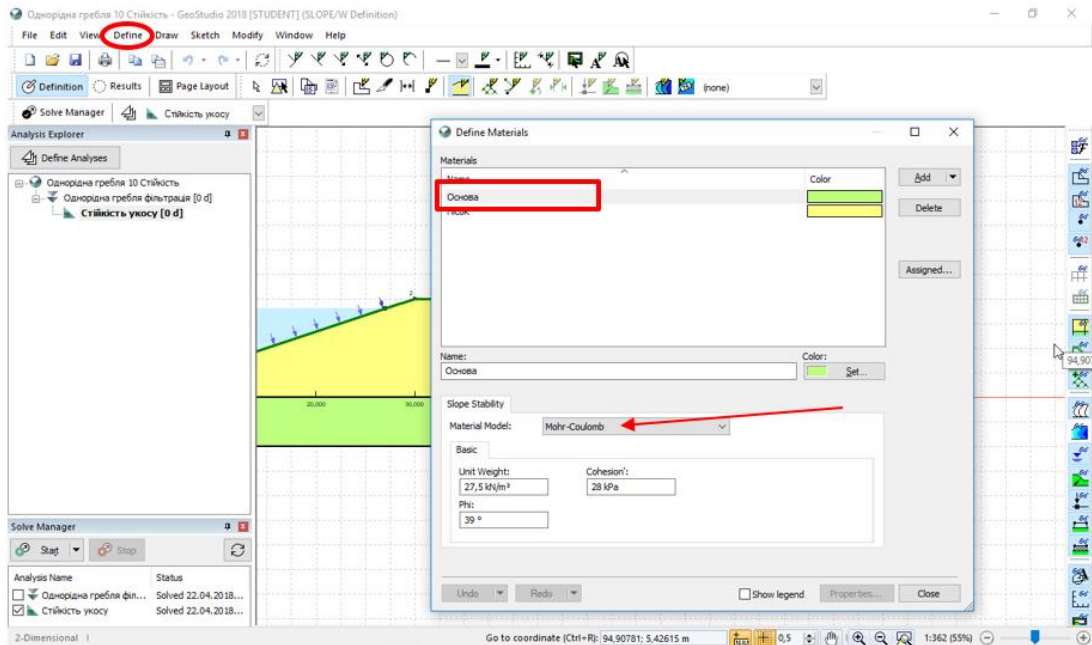 Однорідна гребля 10 Стійкість - GeoStudio 2018 [STUDENT] (SLOPE/W Definition)
File Edit View Define Draw Sketch Modify Window Help
Definition Results Page Layout (none)
Solve Manager Стійкість укосу
Analysis Explorer
Define Analyses
Однорідна гребля 10 Стійкість
Однорідна гребля фільтрація [0 d]
Стійкість укосу [0 d]
20,000 30,000
Define Materials
Materials
Name Color
Основа
Пісок
Add
Delete
Assigned...
Name: Color:
Основа Set...
Slope Stability
Material Model: Mohr-Coulomb
Basic
Unit Weight: Cohesion':
27,5 kN/m³ 28 kPa
Phi:
39 °
Undo Redo Show legend Properties... Close
94,907
Solve Manager
Start Stop
Analysis Name Status
Однорідна гребля філ... Solved 22.04.2018...
Стійкість укосу Solved 22.04.2018...
2-Dimensional Go to coordinate (Ctrl+R): 94,90781; 5,42615 m 0,5 1:362 (55%)